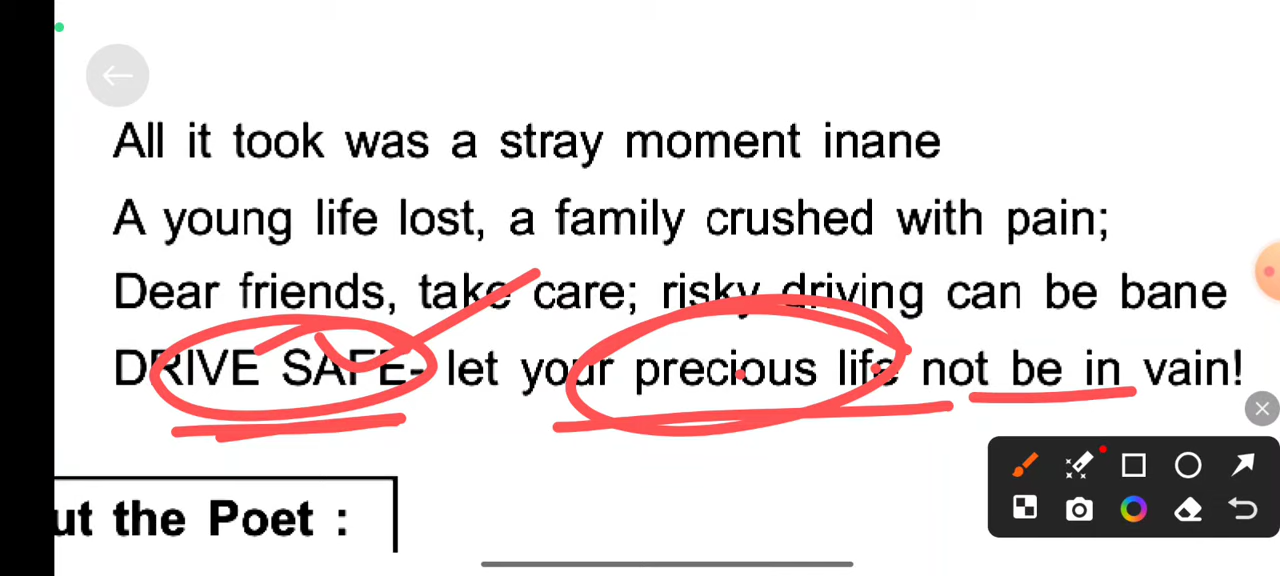 All it took was a stray moment inane
A young life lost, a family crushed with pain;
Dear friends, take care; risky driving can be bane
DRIVE SAFE- let your precious life not be in vain!
ut the Poet :